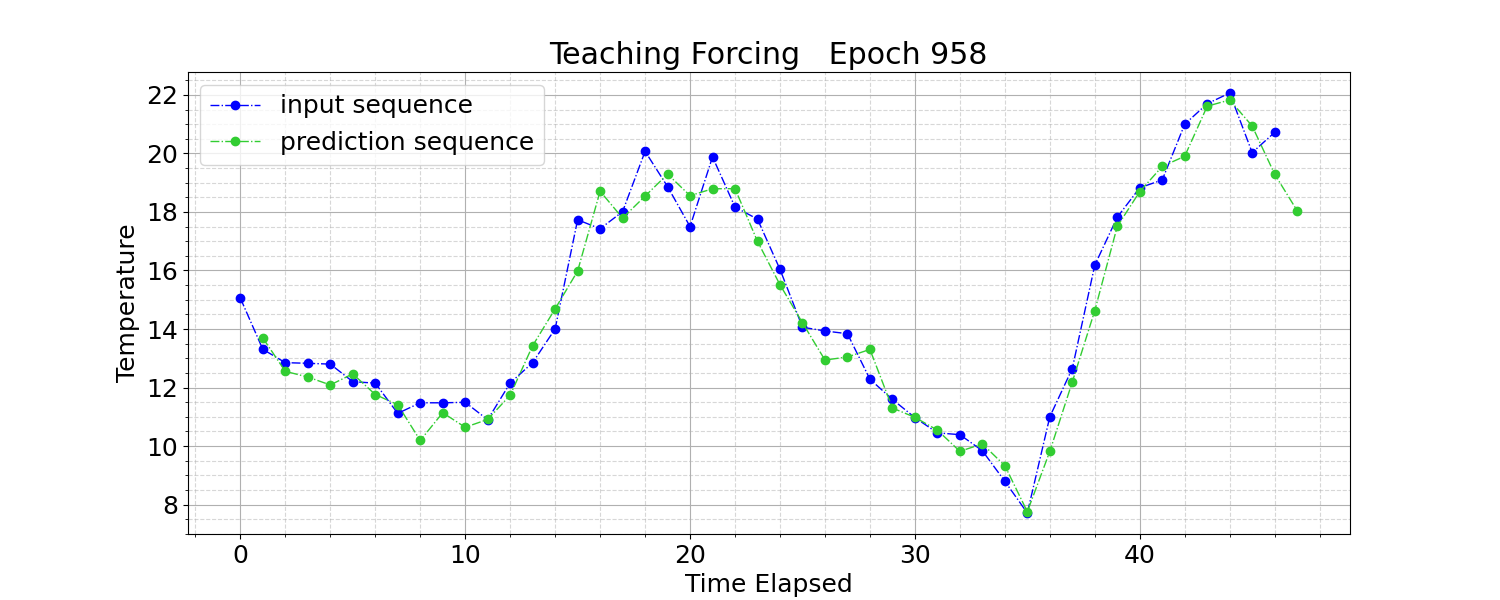 Teaching Forcing   Epoch 958
input sequence
prediction sequence
22
20
18
16
14
12
10
8
Temperature
0 10 20 30 40
Time Elapsed